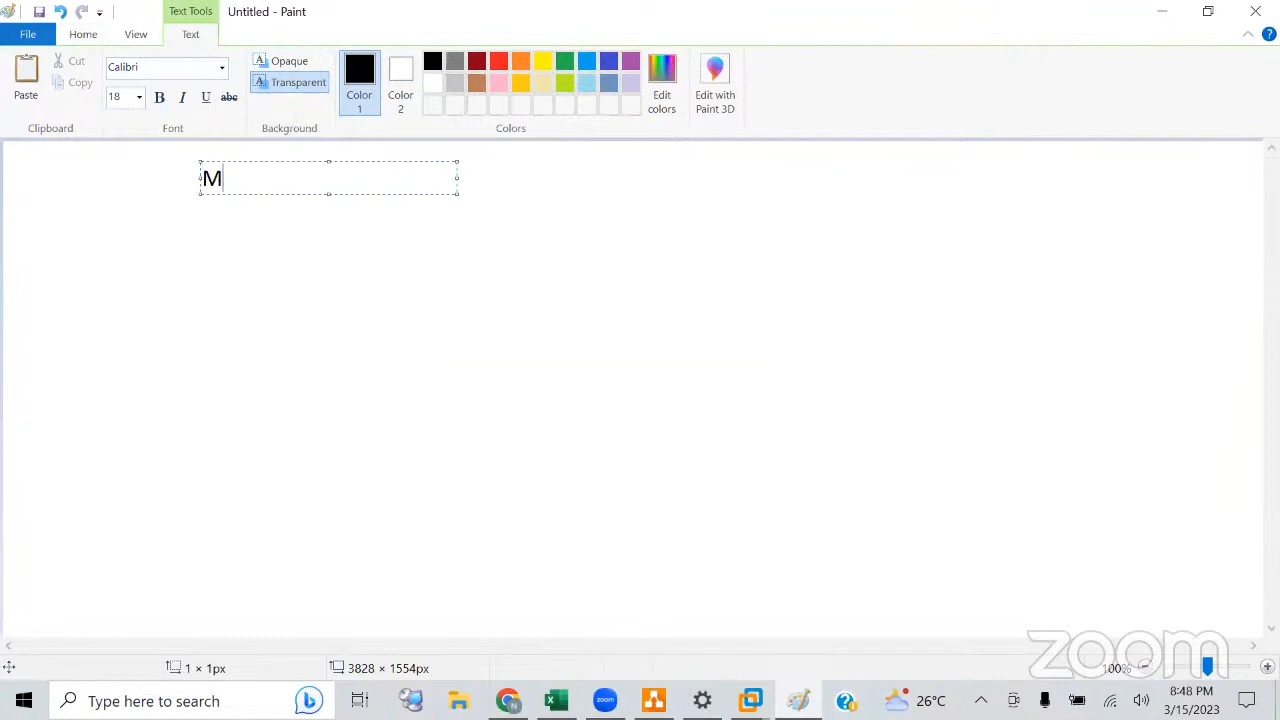 Text Tools
Untitled - Paint
File
Home
View
Text
Paste
Cut
Copy
Clipboard
Calibri
18
B I U abc
Font
Opaque
Transparent
Background
Color 1
Color 2
Edit colors
Edit with Paint 3D
Colors
M
1 × 1px
3828 × 1554px
100%
zoom
Type here to search
zoom
N
26°C
8:48 PM
3/15/2023